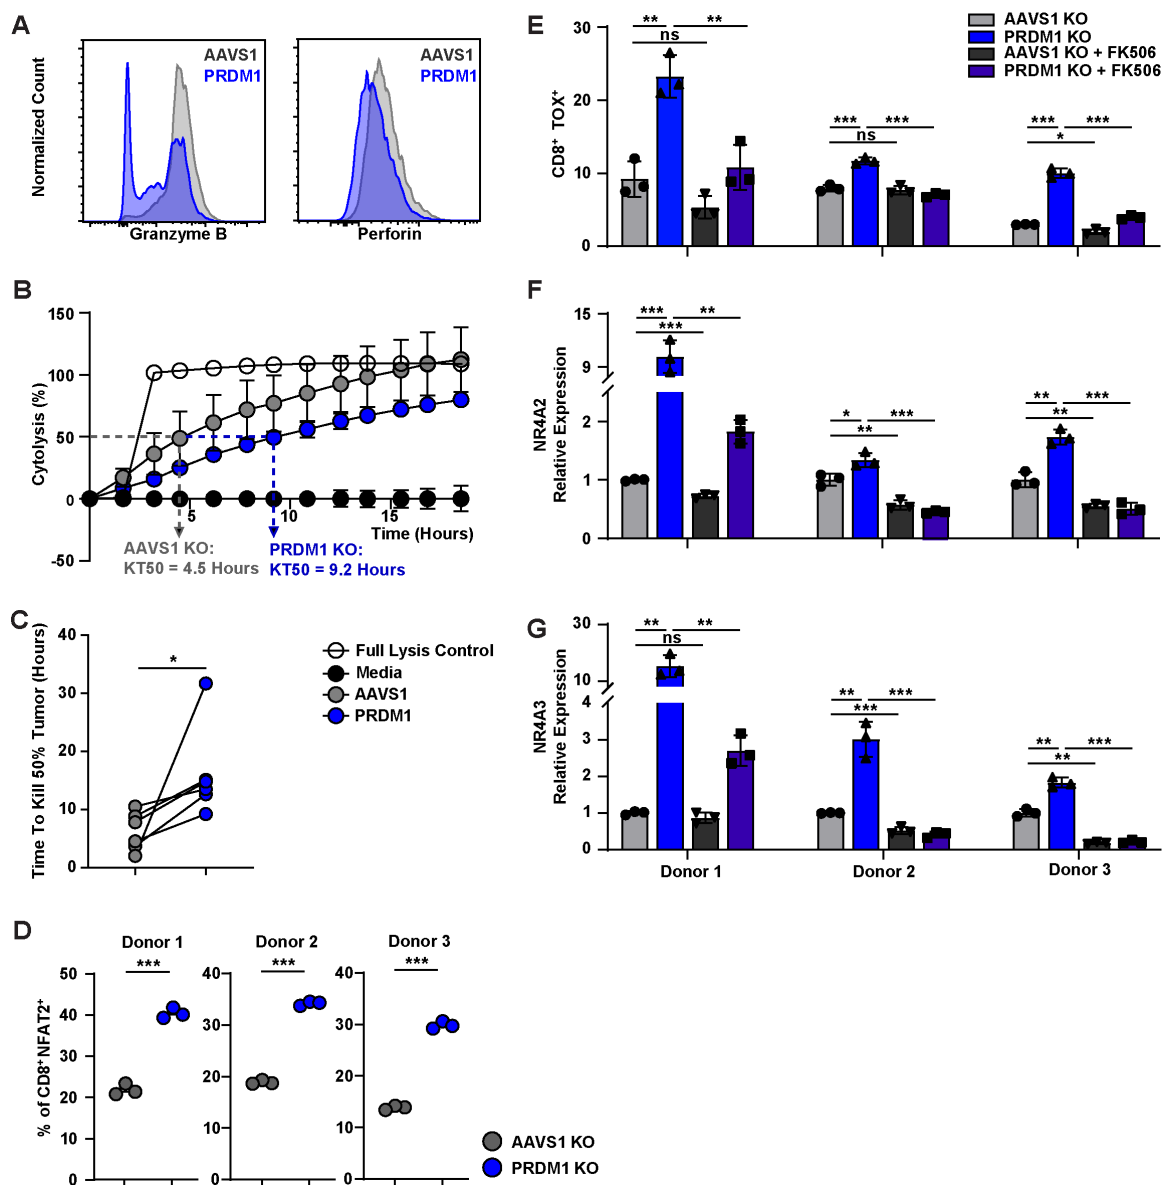 A
AAVS1
PRDM1
AAVS1
PRDM1
Normalized Count
Granzyme B
Perforin
B
150
100
50
0
-50
Cytolysis (%)
5
10
15
Time (Hours)
AAVS1 KO:
KT50 = 4.5 Hours
PRDM1 KO:
KT50 = 9.2 Hours
C
40
30
20
10
0
Time To Kill 50% Tumor (Hours)
*
Full Lysis Control
Media
AAVS1
PRDM1
D
Donor 1
Donor 2
Donor 3
***
***
***
50
40
30
20
10
0
40
30
20
10
0
40
30
20
10
0
% of CD8⁺NFAT2⁺
AAVS1 KO
PRDM1 KO
E
AAVS1 KO
PRDM1 KO
AAVS1 KO + FK506
PRDM1 KO + FK506
30
20
10
0
CD8⁺ TOX⁺
** **
ns
*** ***
ns
*** ***
*
F
15
9
2
1
0
NR4A2
Relative Expression
*** **
***
* ***
**
** ***
**
G
30
10
4
3
2
1
0
NR4A3
Relative Expression
** **
ns
** ***
***
** ***
**
Donor 1
Donor 2
Donor 3